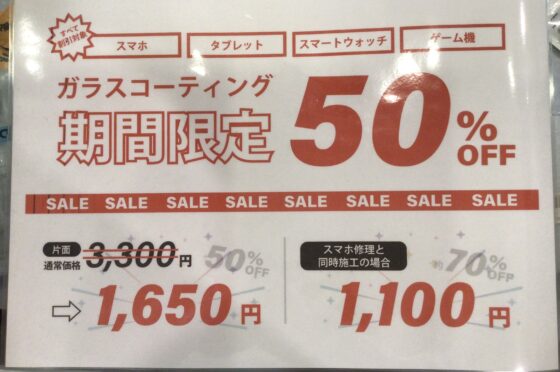 すべて
割引対象
スマホ
タブレット
スマートウォッチ
ゲーム機
ガラスコーティング
期間限定
50%
OFF
SALE SALE SALE SALE SALE SALE SALE SALE SALE
片面
通常価格
3,300円
50%
OFF
⇨1,650円
スマホ修理と
同時施工の場合
約70%
OFF
1,100円